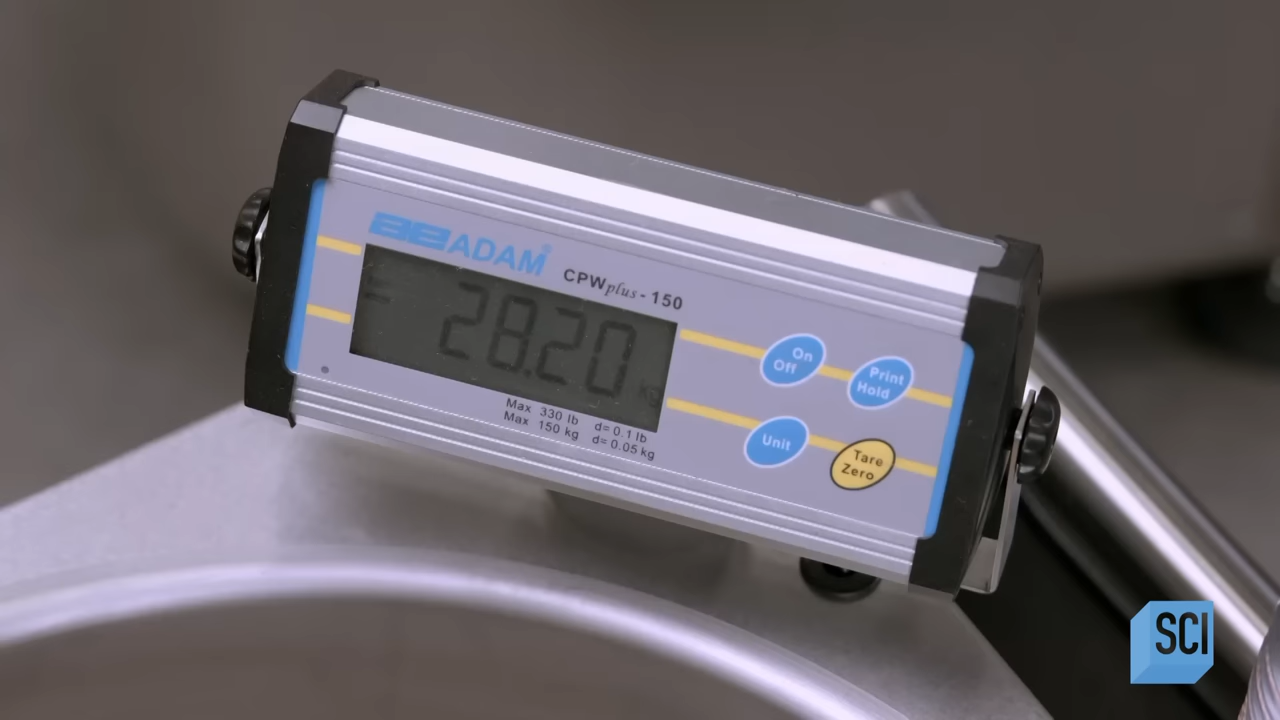 ae ADAM®
CPWplus-150
28.20 kg
Max 330 lb d=0.1 lb
Max 150 kg d=0.05 kg
On
Off
Print
Hold
Unit
Tare
Zero
SCI